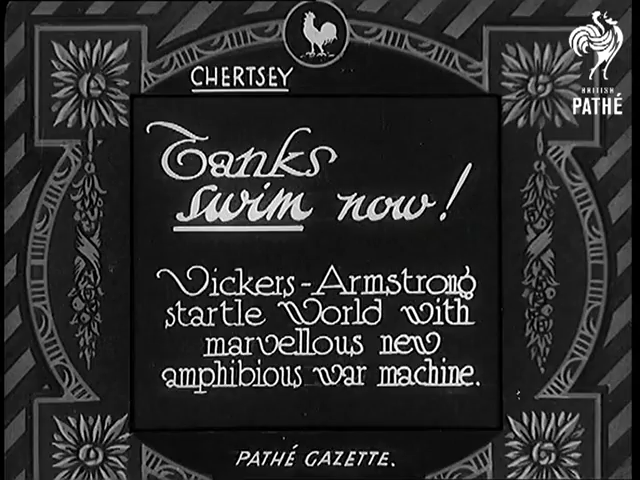 CHERTSEY
BRITISH
PATHÉ
Tanks
swim now!
Vickers-Armstrong
startle World with
marvellous new
amphibious war machine.
PATHÉ GAZETTE.